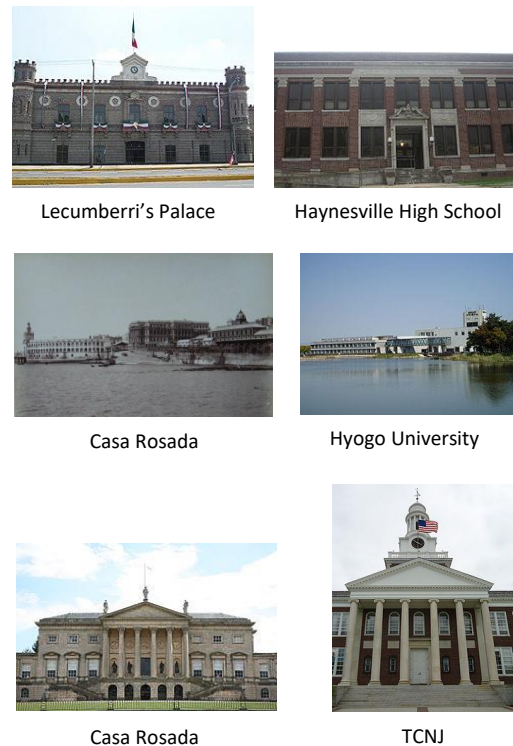 Lecumberri’s Palace
Haynesville High School
Casa Rosada
Hyogo University
Casa Rosada
TCNJ